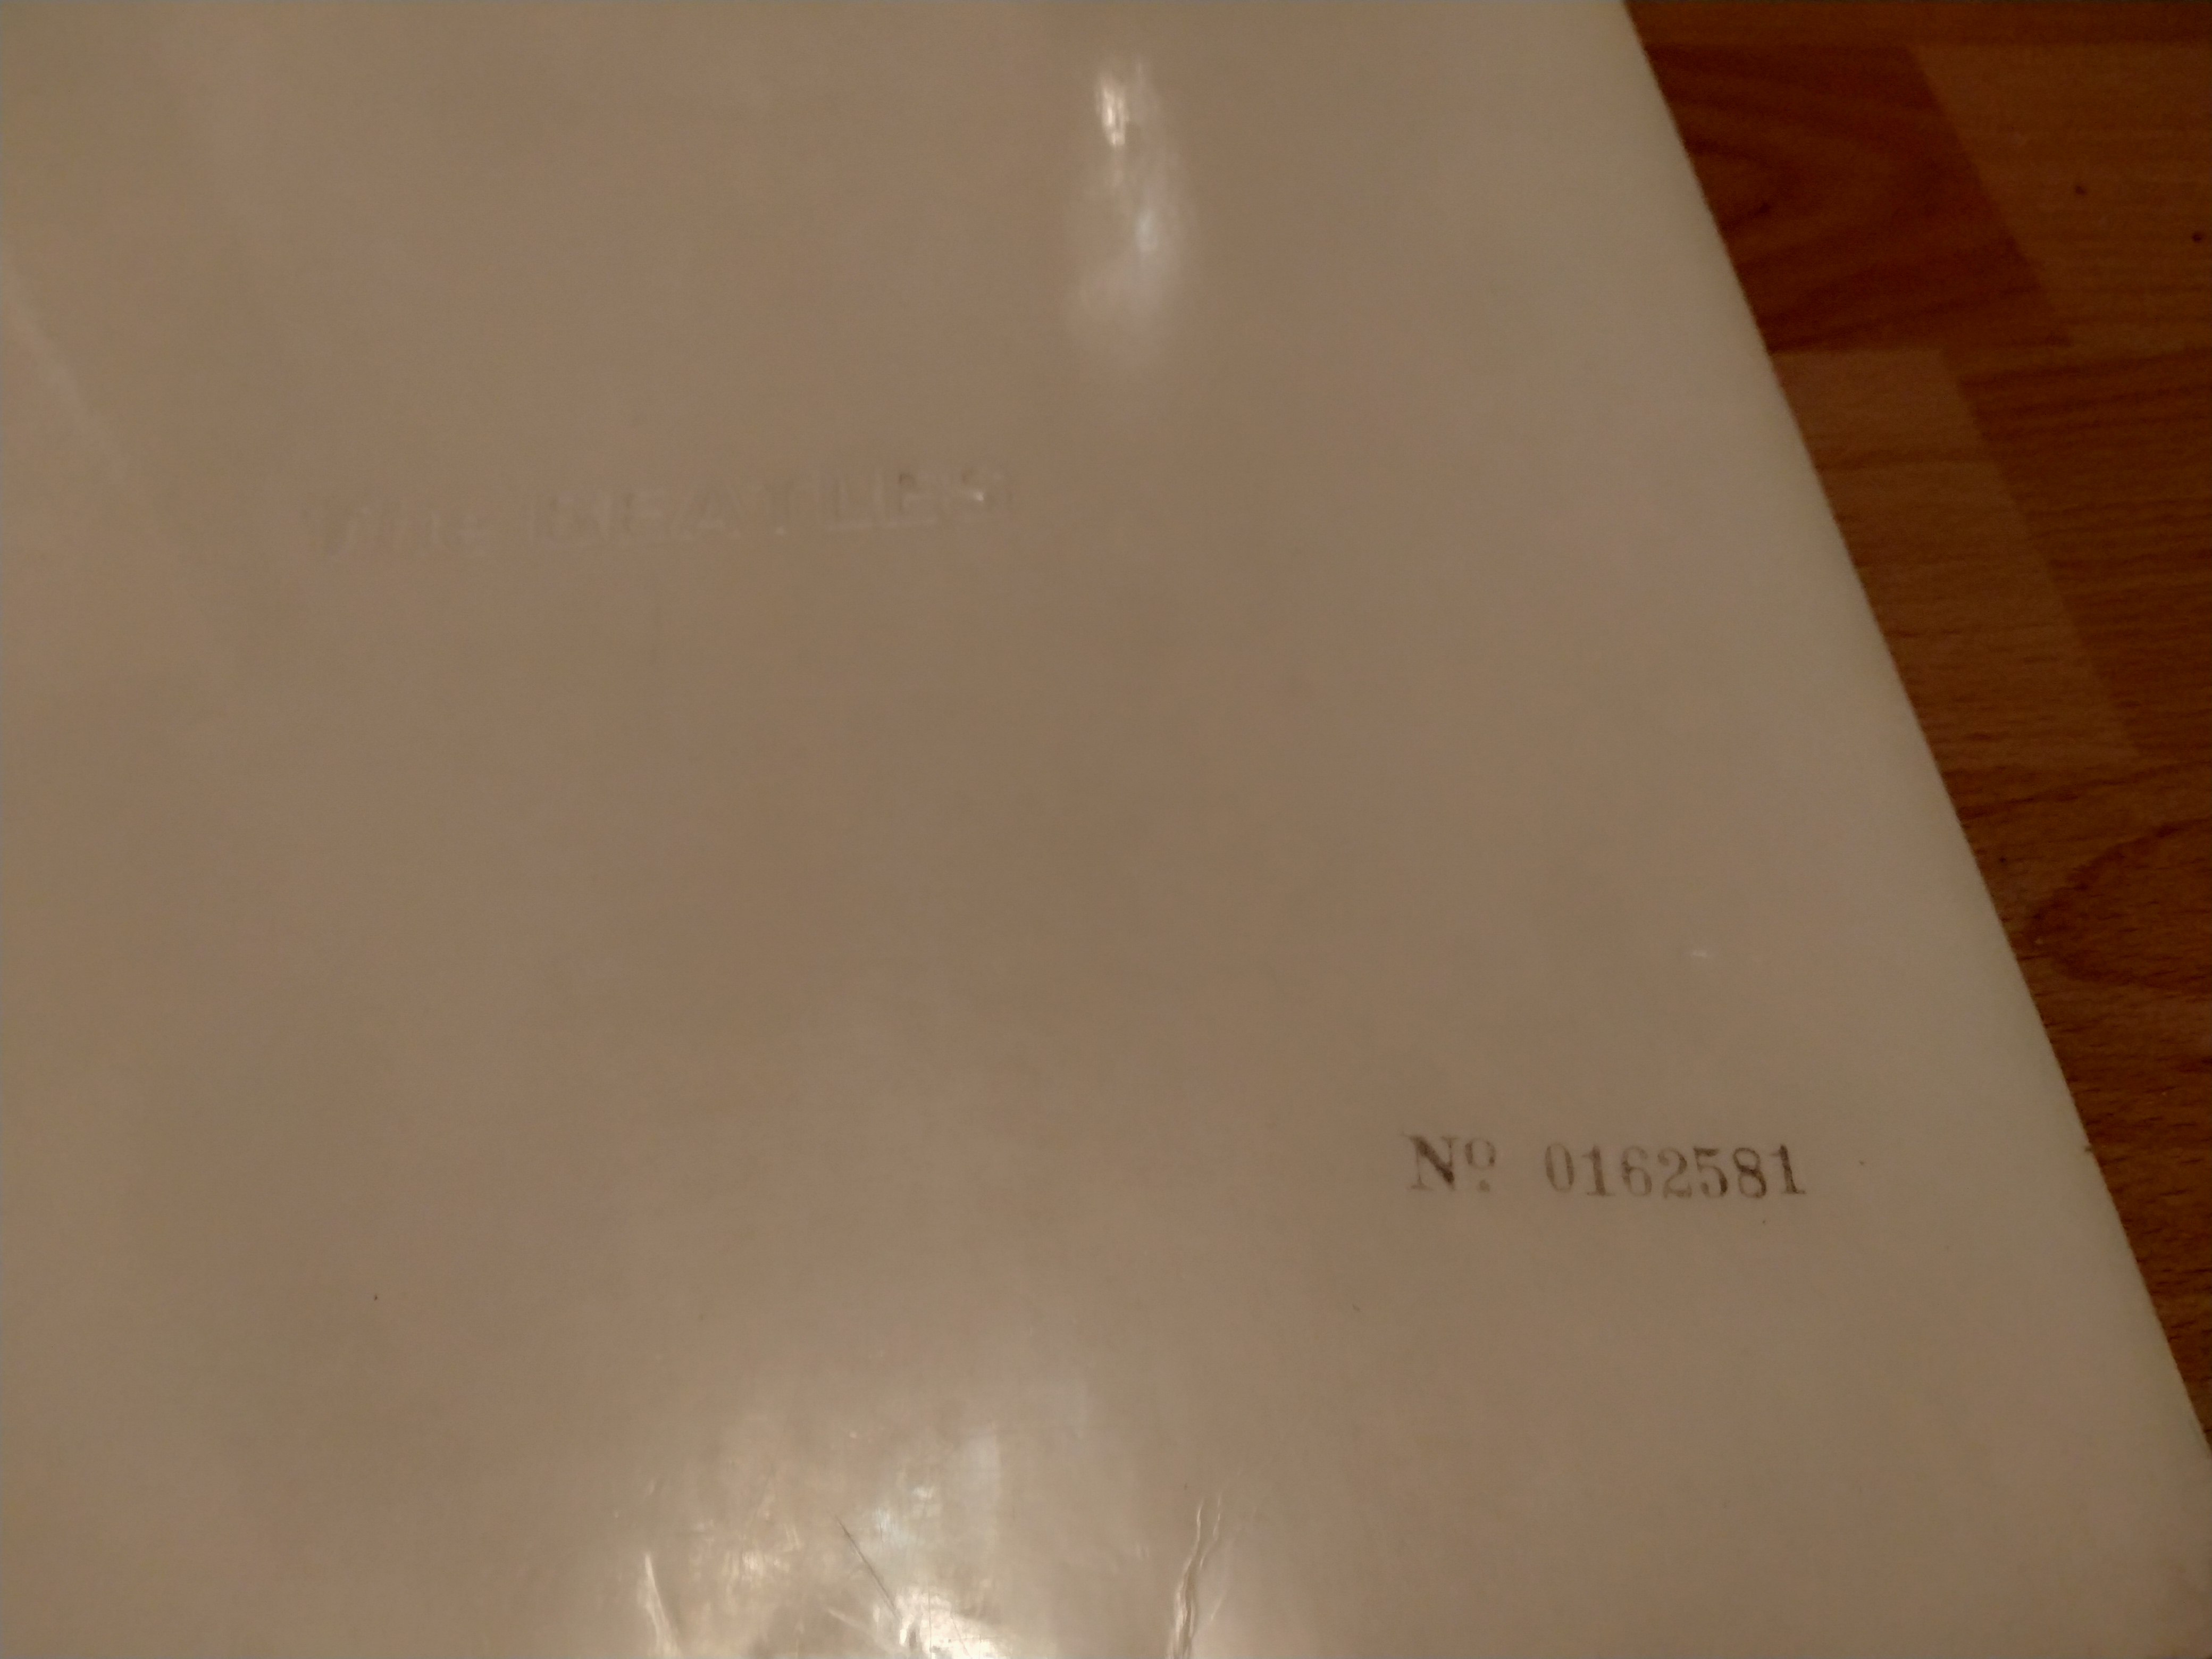 The BEATLES
Nº 0162581